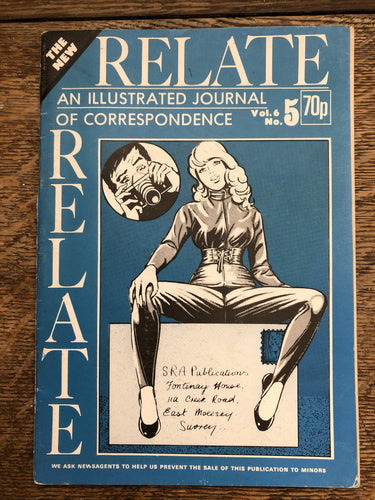 THE NEW
RELATE
AN ILLUSTRATED JOURNAL
OF CORRESPONDENCE
Vol. 6
No. 5
70p
RELATE
SRA Publications,
Fontenay House,
11a Creek Road,
East Molesey
Surrey..
WE ASK NEWSAGENTS TO HELP US PREVENT THE SALE OF THIS PUBLICATION TO MINORS